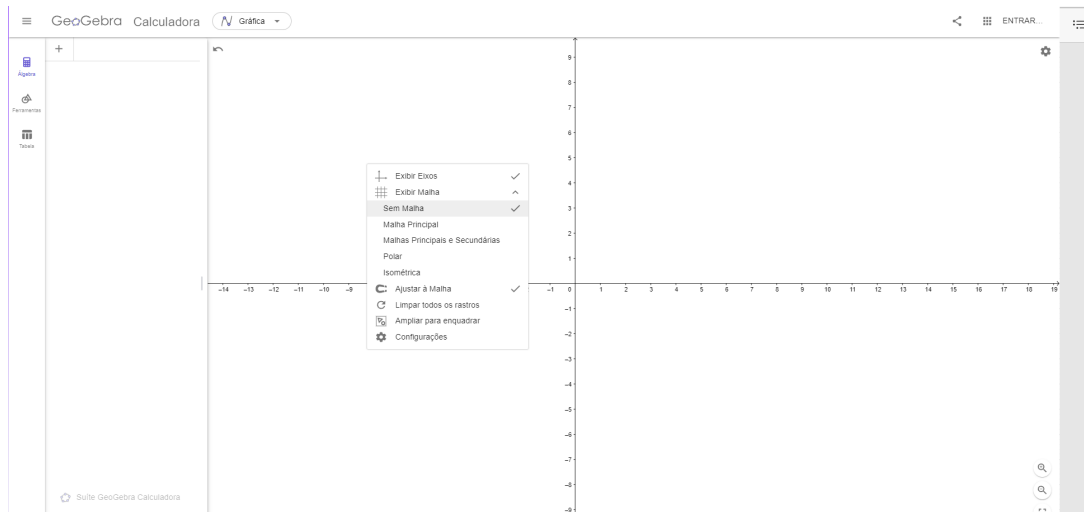 GeoGebra Calculadora Gráfica ENTRAR...
Álgebra
Ferramentas
Tabela
Exibir Eixos
Exibir Malha
Sem Malha
Malha Principal
Malhas Principais e Secundárias
Polar
Isométrica
Ajustar à Malha
Limpar todos os rastros
Ampliar para enquadrar
Configurações
9
8
7
6
5
4
3
2
1
–14 –13 –12 –11 –10 –9 –1 0 1 2 3 4 5 6 7 8 9 10 11 12 13 14 15 16 17 18 19
–1
–2
–3
–4
–5
–6
–7
–8
–9
Suíte GeoGebra Calculadora